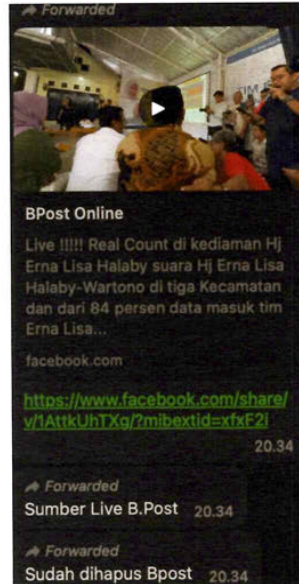 Forwarded
BPost Online
Live !!!!! Real Count di kediaman Hj
Erna Lisa Halaby suara Hj Erna Lisa
Halaby-Wartono di tiga Kecamatan
dan dari 84 persen data masuk tim
Erna Lisa...
facebook.com
https://www.facebook.com/share/
v/1AttkUhTXg/?mibextid=xfxF2i
20.34
Forwarded
Sumber Live B.Post 20.34
Forwarded
Sudah dihapus Bpost 20.34